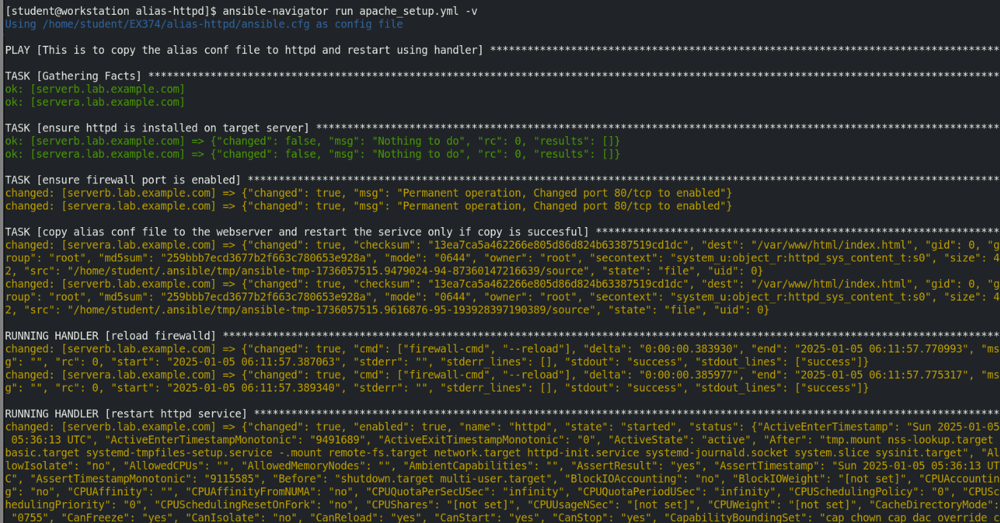 [student@workstation alias-httpd]$ ansible-navigator run apache_setup.yml -v
Using /home/student/EX374/alias-httpd/ansible.cfg as config file
PLAY [This is to copy the alias conf file to httpd and restart using handler] **********************************************************************************
TASK [Gathering Facts] *****************************************************************************************************************************************
ok: [serverb.lab.example.com]
ok: [servera.lab.example.com]
TASK [ensure httpd is installed on target server] **************************************************************************************************************
ok: [serverb.lab.example.com] => {"changed": false, "msg": "Nothing to do", "rc": 0, "results": []}
ok: [servera.lab.example.com] => {"changed": false, "msg": "Nothing to do", "rc": 0, "results": []}
TASK [ensure firewall port is enabled] *************************************************************************************************************************
changed: [serverb.lab.example.com] => {"changed": true, "msg": "Permanent operation, Changed port 80/tcp to enabled"}
changed: [servera.lab.example.com] => {"changed": true, "msg": "Permanent operation, Changed port 80/tcp to enabled"}
TASK [copy alias conf file to the webserver and restart the serivce only if copy is succesful] *****************************************************************
changed: [servera.lab.example.com] => {"changed": true, "checksum": "13ea7ca5a462266e805d86d824b63387519cd1dc", "dest": "/var/www/html/index.html", "gid": 0, "g
roup": "root", "md5sum": "259bbb7ecd3677b2f663c780653e928a", "mode": "0644", "owner": "root", "secontext": "system_u:object_r:httpd_sys_content_t:s0", "size": 4
2, "src": "/home/student/.ansible/tmp/ansible-tmp-1736057515.9479024-94-87360147216639/source", "state": "file", "uid": 0}
changed: [serverb.lab.example.com] => {"changed": true, "checksum": "13ea7ca5a462266e805d86d824b63387519cd1dc", "dest": "/var/www/html/index.html", "gid": 0, "g
roup": "root", "md5sum": "259bbb7ecd3677b2f663c780653e928a", "mode": "0644", "owner": "root", "secontext": "system_u:object_r:httpd_sys_content_t:s0", "size": 4
2, "src": "/home/student/.ansible/tmp/ansible-tmp-1736057515.9616876-95-193928397190389/source", "state": "file", "uid": 0}
RUNNING HANDLER [reload firewalld] *****************************************************************************************************************************
changed: [serverb.lab.example.com] => {"changed": true, "cmd": ["firewall-cmd", "--reload"], "delta": "0:00:00.383930", "end": "2025-01-05 06:11:57.770993", "ms
g": "", "rc": 0, "start": "2025-01-05 06:11:57.387063", "stderr": "", "stderr_lines": [], "stdout": "success", "stdout_lines": ["success"]}
changed: [servera.lab.example.com] => {"changed": true, "cmd": ["firewall-cmd", "--reload"], "delta": "0:00:00.385977", "end": "2025-01-05 06:11:57.775317", "ms
g": "", "rc": 0, "start": "2025-01-05 06:11:57.389340", "stderr": "", "stderr_lines": [], "stdout": "success", "stdout_lines": ["success"]}
RUNNING HANDLER [restart httpd service] ************************************************************************************************************************
changed: [serverb.lab.example.com] => {"changed": true, "enabled": true, "name": "httpd", "state": "started", "status": {"ActiveEnterTimestamp": "Sun 2025-01-05
05:36:13 UTC", "ActiveEnterTimestampMonotonic": "9491689", "ActiveExitTimestampMonotonic": "0", "ActiveState": "active", "After": "tmp.mount nss-lookup.target
basic.target systemd-tmpfiles-setup.service -.mount remote-fs.target network.target httpd-init.service systemd-journald.socket system.slice sysinit.target", "Al
lowIsolate": "no", "AllowedCPUs": "", "AllowedMemoryNodes": "", "AmbientCapabilities": "", "AssertResult": "yes", "AssertTimestamp": "Sun 2025-01-05 05:36:13 UT
C", "AssertTimestampMonotonic": "9115585", "Before": "shutdown.target multi-user.target", "BlockIOAccounting": "no", "BlockIOWeight": "[not set]", "CPUAccountin
g": "no", "CPUAffinity": "", "CPUAffinityFromNUMA": "no", "CPUQuotaPerSecUSec": "infinity", "CPUQuotaPeriodUSec": "infinity", "CPUSchedulingPolicy": "0", "CPUSc
hedulingPriority": "0", "CPUSchedulingResetOnFork": "no", "CPUShares": "[not set]", "CPUUsageNSec": "[not set]", "CPUWeight": "[not set]", "CacheDirectoryMode":
"0755", "CanFreeze": "yes", "CanIsolate": "no", "CanReload": "yes", "CanStart": "yes", "CanStop": "yes", "CapabilityBoundingSet": "cap_chown cap_dac_override c